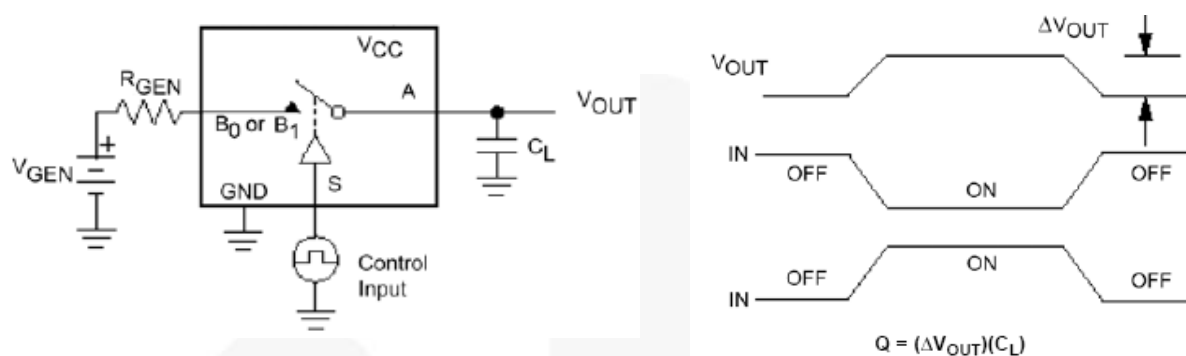 VCC
RGEN
A
VOUT
B0 or B1
CL
+
VGEN
GND
S
Control
Input
ΔVOUT
VOUT
IN
OFF
OFF
ON
ON
IN
OFF
OFF
Q = (ΔVOUT)(CL)